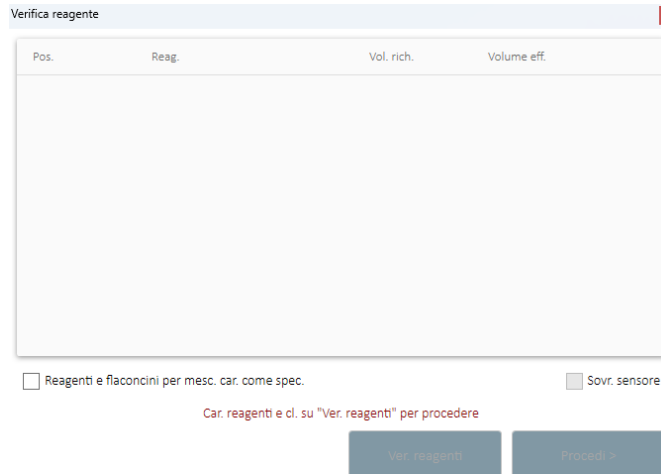 Verifica reagente
Pos. Reag. Vol. rich. Volume eff.
Reagenti e flaconcini per mesc. car. come spec. Sovr. sensore
Car. reagenti e cl. su "Ver. reagenti" per procedere
Ver. reagenti Procedi >